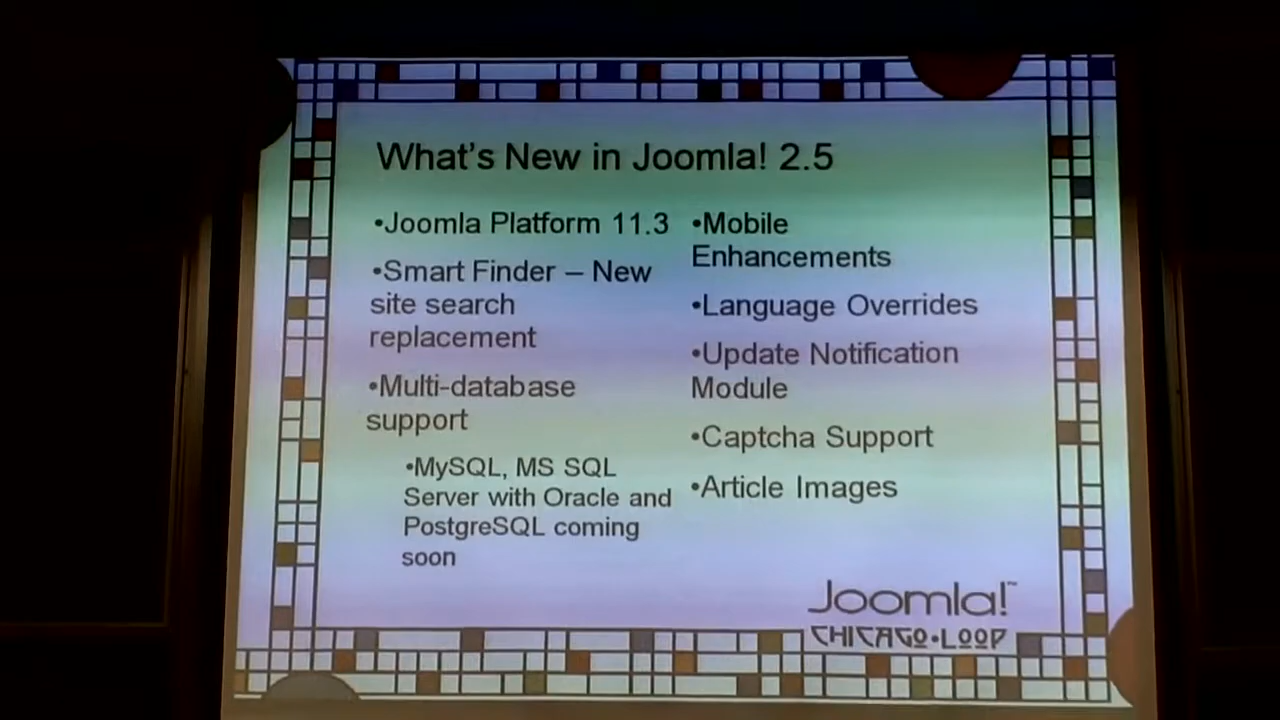 What's New in Joomla! 2.5
•Joomla Platform 11.3
•Smart Finder – New
site search
replacement
•Multi-database
support
•MySQL, MS SQL
Server with Oracle and
PostgreSQL coming
soon
•Mobile
Enhancements
•Language Overrides
•Update Notification
Module
•Captcha Support
•Article Images
Joomla!™
CHICAGO•LOOP